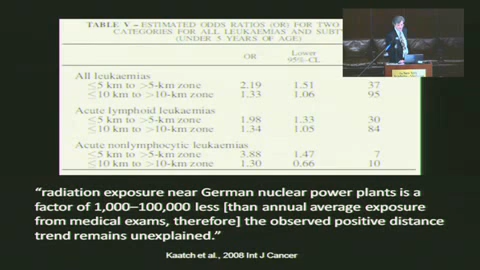 TABLE V – ESTIMATED ODDS RATIOS (OR) FOR TWO
CATEGORIES FOR ALL LEUKAEMIAS AND SUBT
(UNDER 5 YEARS OF AGE)
OR Lower 95%-CL
All leukaemias
≤5 km to >5-km zone 2.19 1.51 37
≤10 km to >10-km zone 1.33 1.06 95
Acute lymphoid leukaemias
≤5 km to >5-km zone 1.98 1.33 30
≤10 km to >10-km zone 1.34 1.05 84
Acute nonlymphocytic leukaemias
≤5 km to >5-km zone 3.88 1.47 7
≤10 km to >10-km zone 1.30 0.66 10
“radiation exposure near German nuclear power plants is a
factor of 1,000–100,000 less [than annual average exposure
from medical exams, therefore] the observed positive distance
trend remains unexplained.”
Kaatch et al., 2008 Int J Cancer